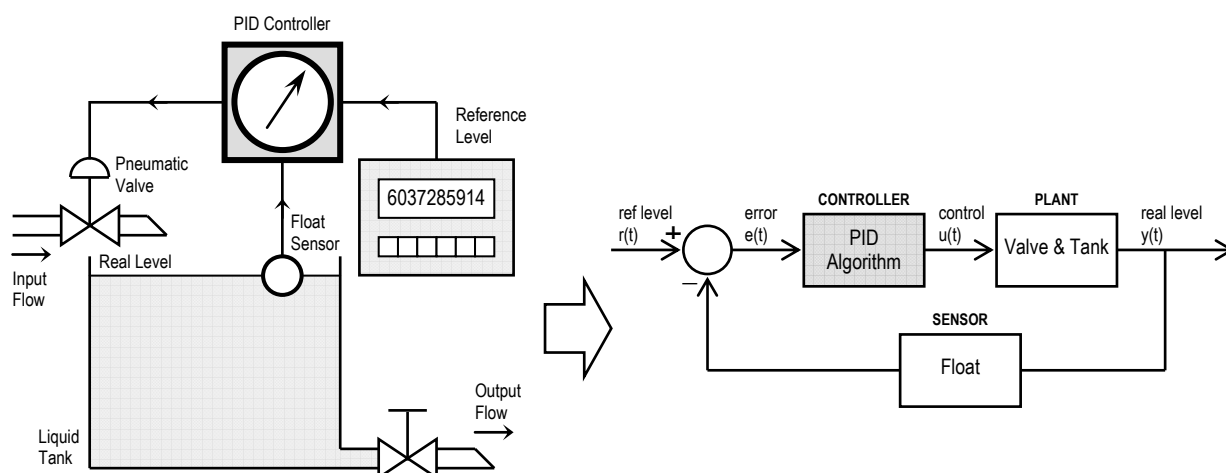 PID Controller
Reference
Level
Pneumatic
Valve
6037285914
Float
Sensor
Real Level
Input
Flow
Output
Flow
Liquid
Tank
CONTROLLER
PLANT
ref level
r(t)
+
−
error
e(t)
PID
Algorithm
control
u(t)
Valve & Tank
real level
y(t)
SENSOR
Float